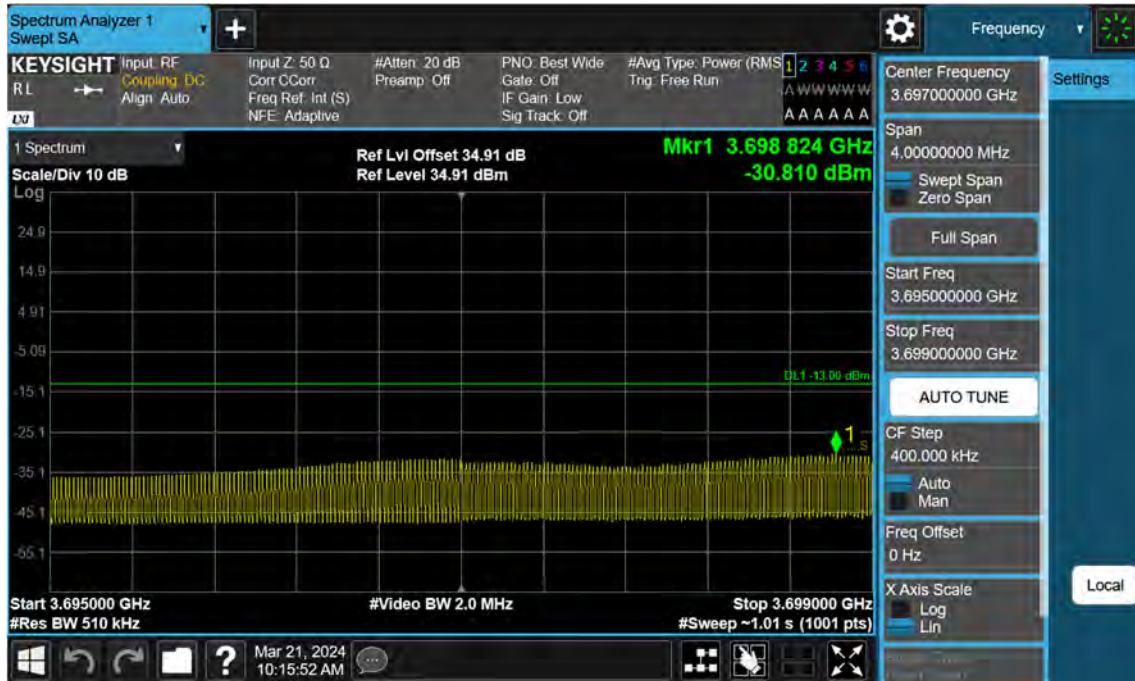 Spectrum Analyzer 1
Swept SA
+
Frequency
KEYSIGHT
RL
LXI
Input: RF
Coupling: DC
Align: Auto
Input Z: 50 Ω
Corr CCorr
Freq Ref: Int (S)
NFE: Adaptive
#Atten: 20 dB
Preamp: Off
PNO: Best Wide
Gate: Off
IF Gain: Low
Sig Track: Off
#Avg Type: Power (RMS
Trig: Free Run
1 2 3 4 5 6
A W W W W W
A A A A A A
1 Spectrum
Scale/Div 10 dB
Ref Lvl Offset 34.91 dB
Ref Level 34.91 dBm
Mkr1 3.698 824 GHz
-30.810 dBm
Log
24.9
14.9
4.91
-5.09
-15.1
-25.1
-35.1
-45.1
-55.1
DL1 -13.00 dBm
1
S
Start 3.695000 GHz
#Res BW 510 kHz
#Video BW 2.0 MHz
Stop 3.699000 GHz
#Sweep ~1.01 s (1001 pts)
Center Frequency
3.697000000 GHz
Span
4.00000000 MHz
Swept Span
Zero Span
Full Span
Start Freq
3.695000000 GHz
Stop Freq
3.699000000 GHz
AUTO TUNE
CF Step
400.000 kHz
Auto
Man
Freq Offset
0 Hz
X Axis Scale
Log
Lin
Settings
Local
?
Mar 21, 2024
10:15:52 AM